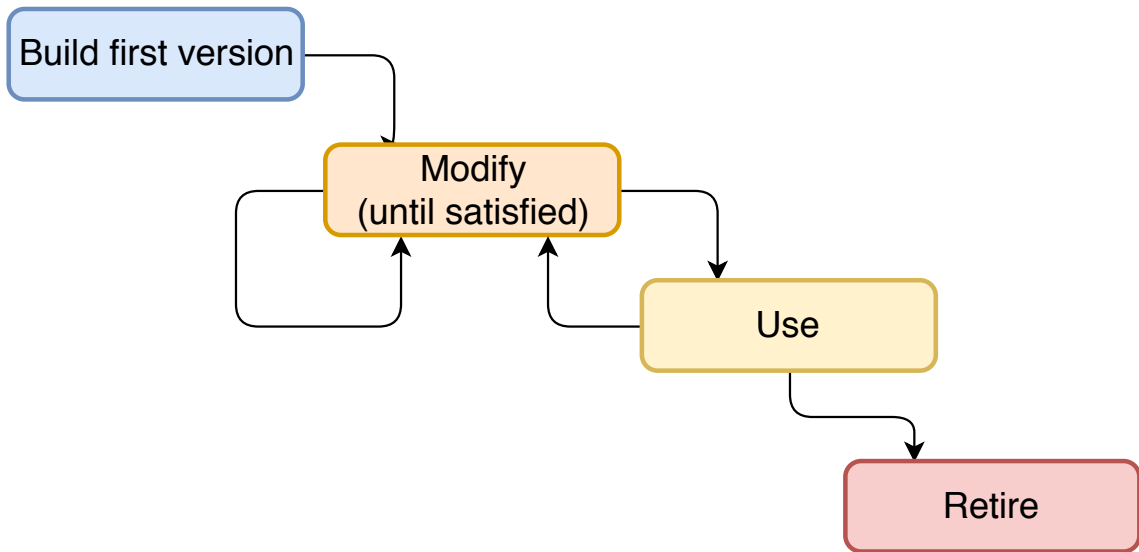 Build first version
Modify
(until satisfied)
Use
Retire